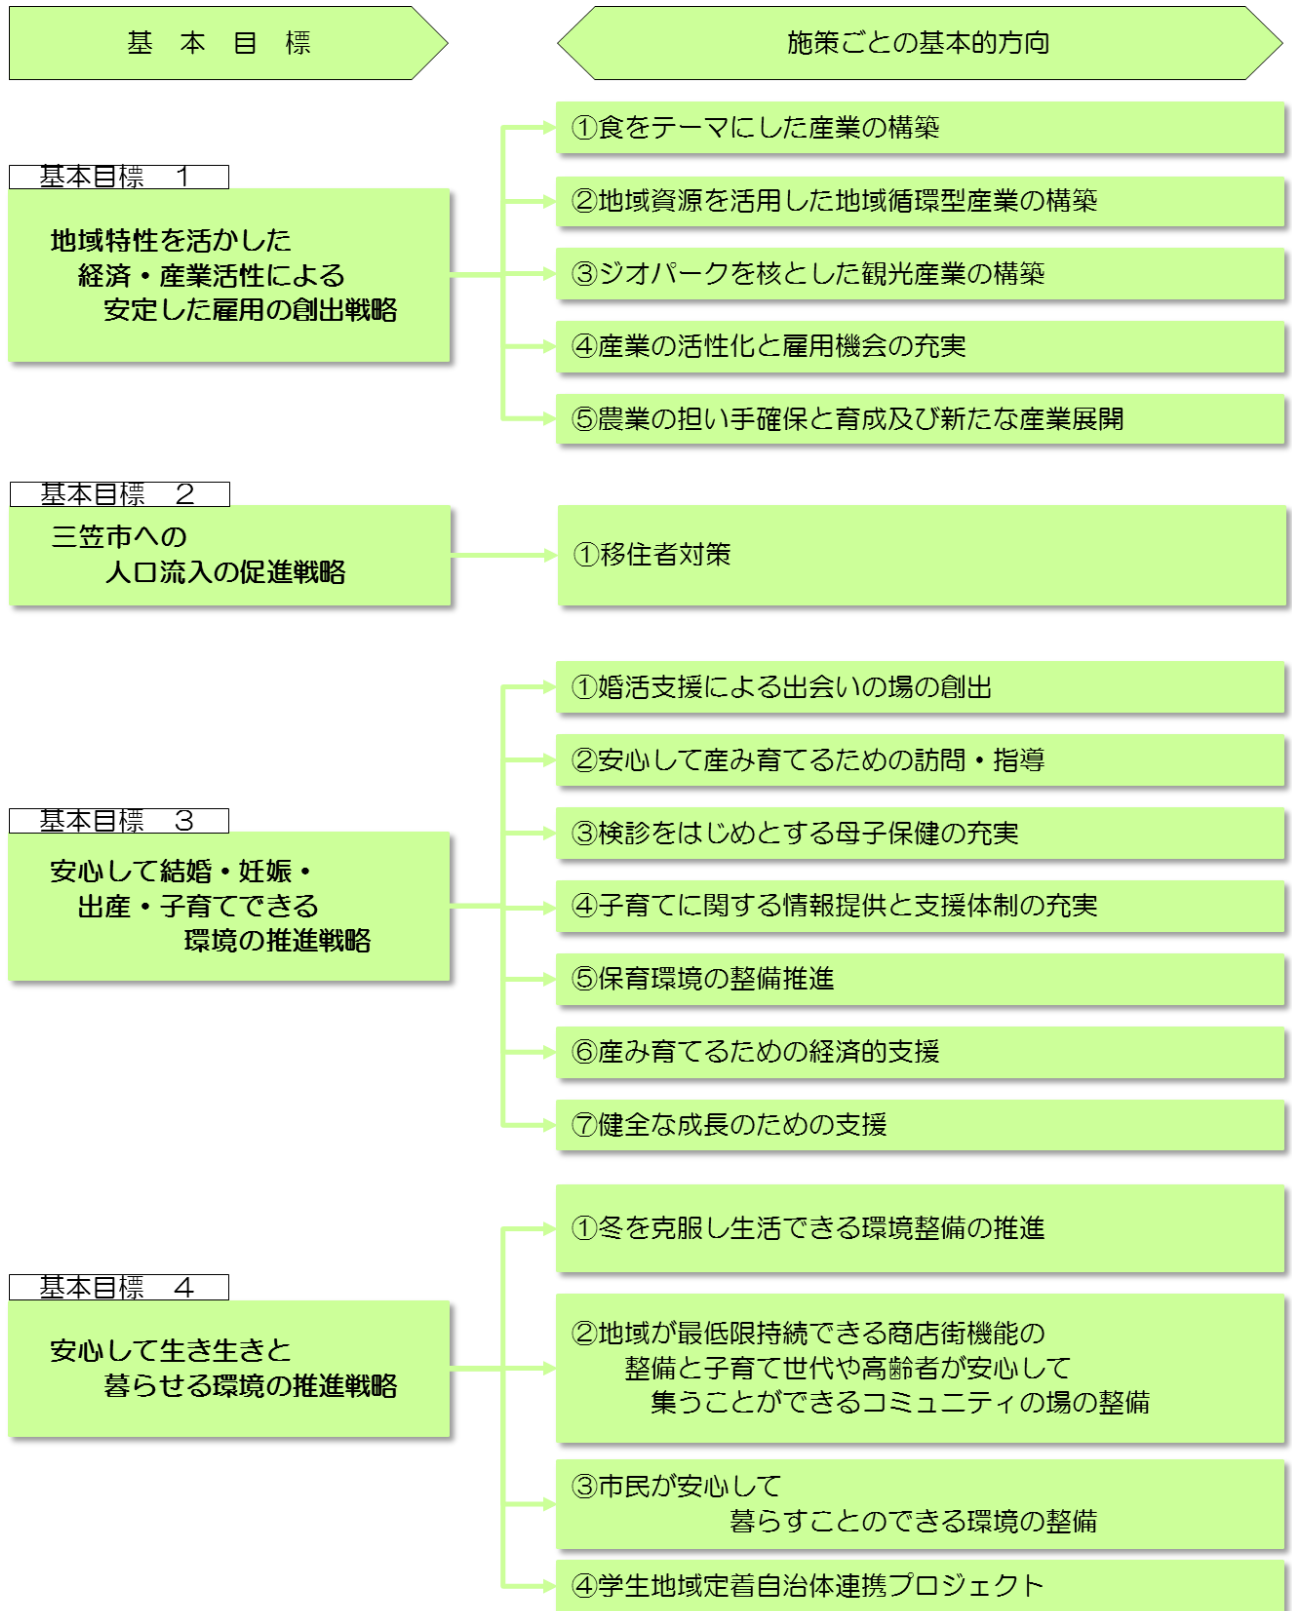 基 本 目 標
施策ごとの基本的方向
基本目標 1
地域特性を活かした
経済・産業活性による
安定した雇用の創出戦略
①食をテーマにした産業の構築
②地域資源を活用した地域循環型産業の構築
③ジオパークを核とした観光産業の構築
④産業の活性化と雇用機会の充実
⑤農業の担い手確保と育成及び新たな産業展開
基本目標 2
三笠市への
人口流入の促進戦略
①移住者対策
基本目標 3
安心して結婚・妊娠・
出産・子育てできる
環境の推進戦略
①婚活支援による出会いの場の創出
②安心して産み育てるための訪問・指導
③検診をはじめとする母子保健の充実
④子育てに関する情報提供と支援体制の充実
⑤保育環境の整備推進
⑥産み育てるための経済的支援
⑦健全な成長のための支援
基本目標 4
安心して生き生きと
暮らせる環境の推進戦略
①冬を克服し生活できる環境整備の推進
②地域が最低限持続できる商店街機能の
整備と子育て世代や高齢者が安心して
集うことができるコミュニティの場の整備
③市民が安心して
暮らすことのできる環境の整備
④学生地域定着自治体連携プロジェクト